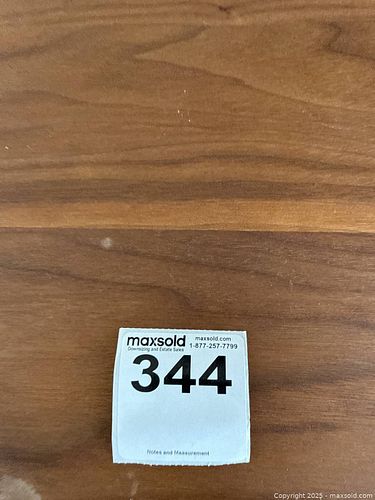 maxsold maxsold.com
Downsizing and Estate Sales 1-877-257-7799
344
Notes and Measurement
Copyright 2025 - maxsold.com